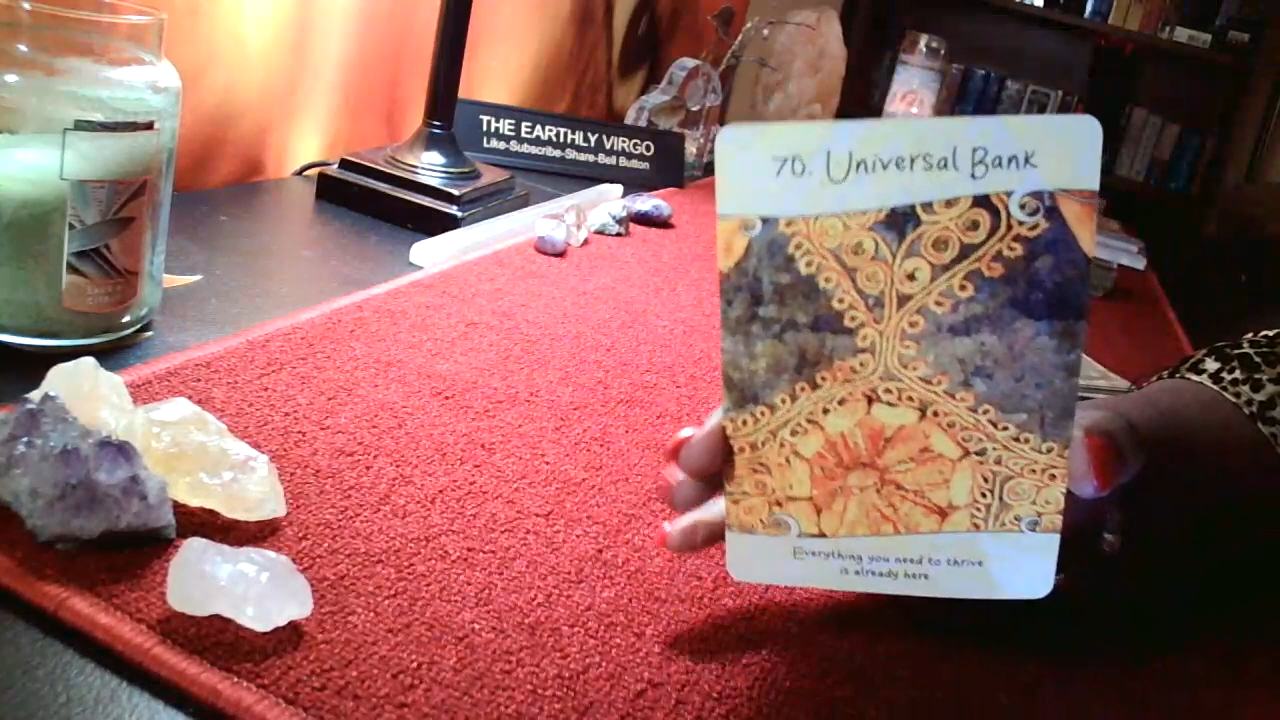 THE EARTHLY VIRGO
Like-Subscribe-Share-Bell Button
70. Universal Bank
Everything you need to thrive
is already here